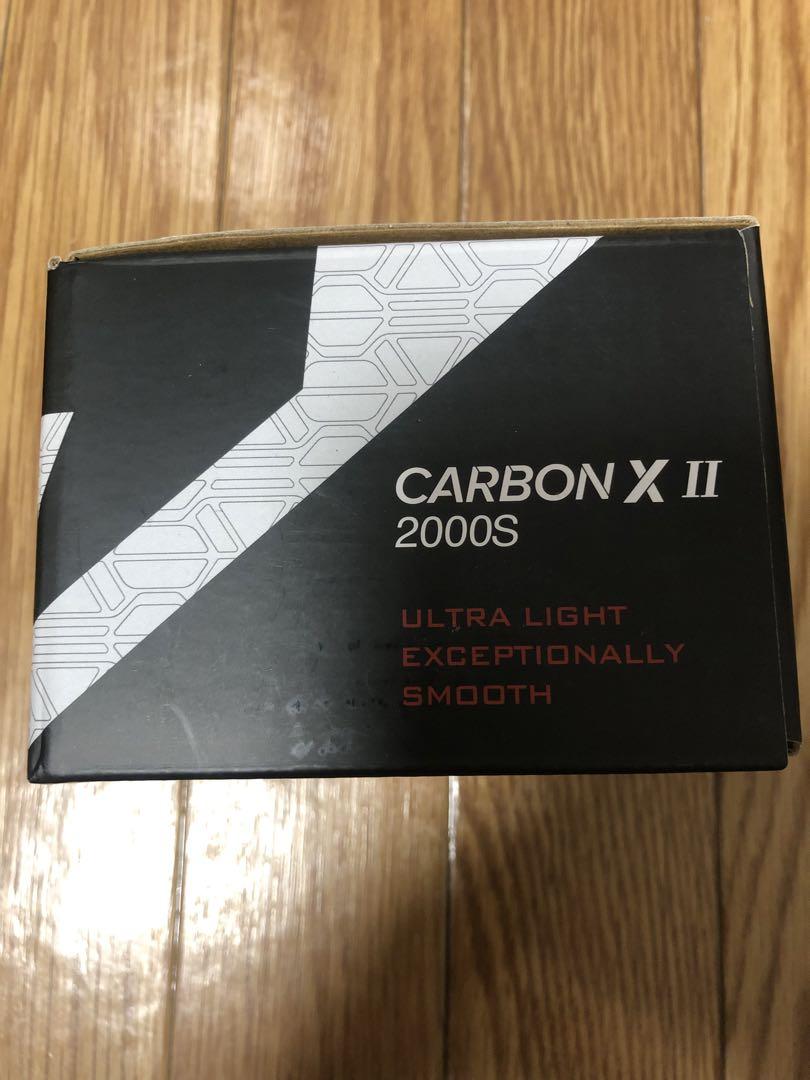 CARBON X II
2000S
ULTRA LIGHT
EXCEPTIONALLY
SMOOTH